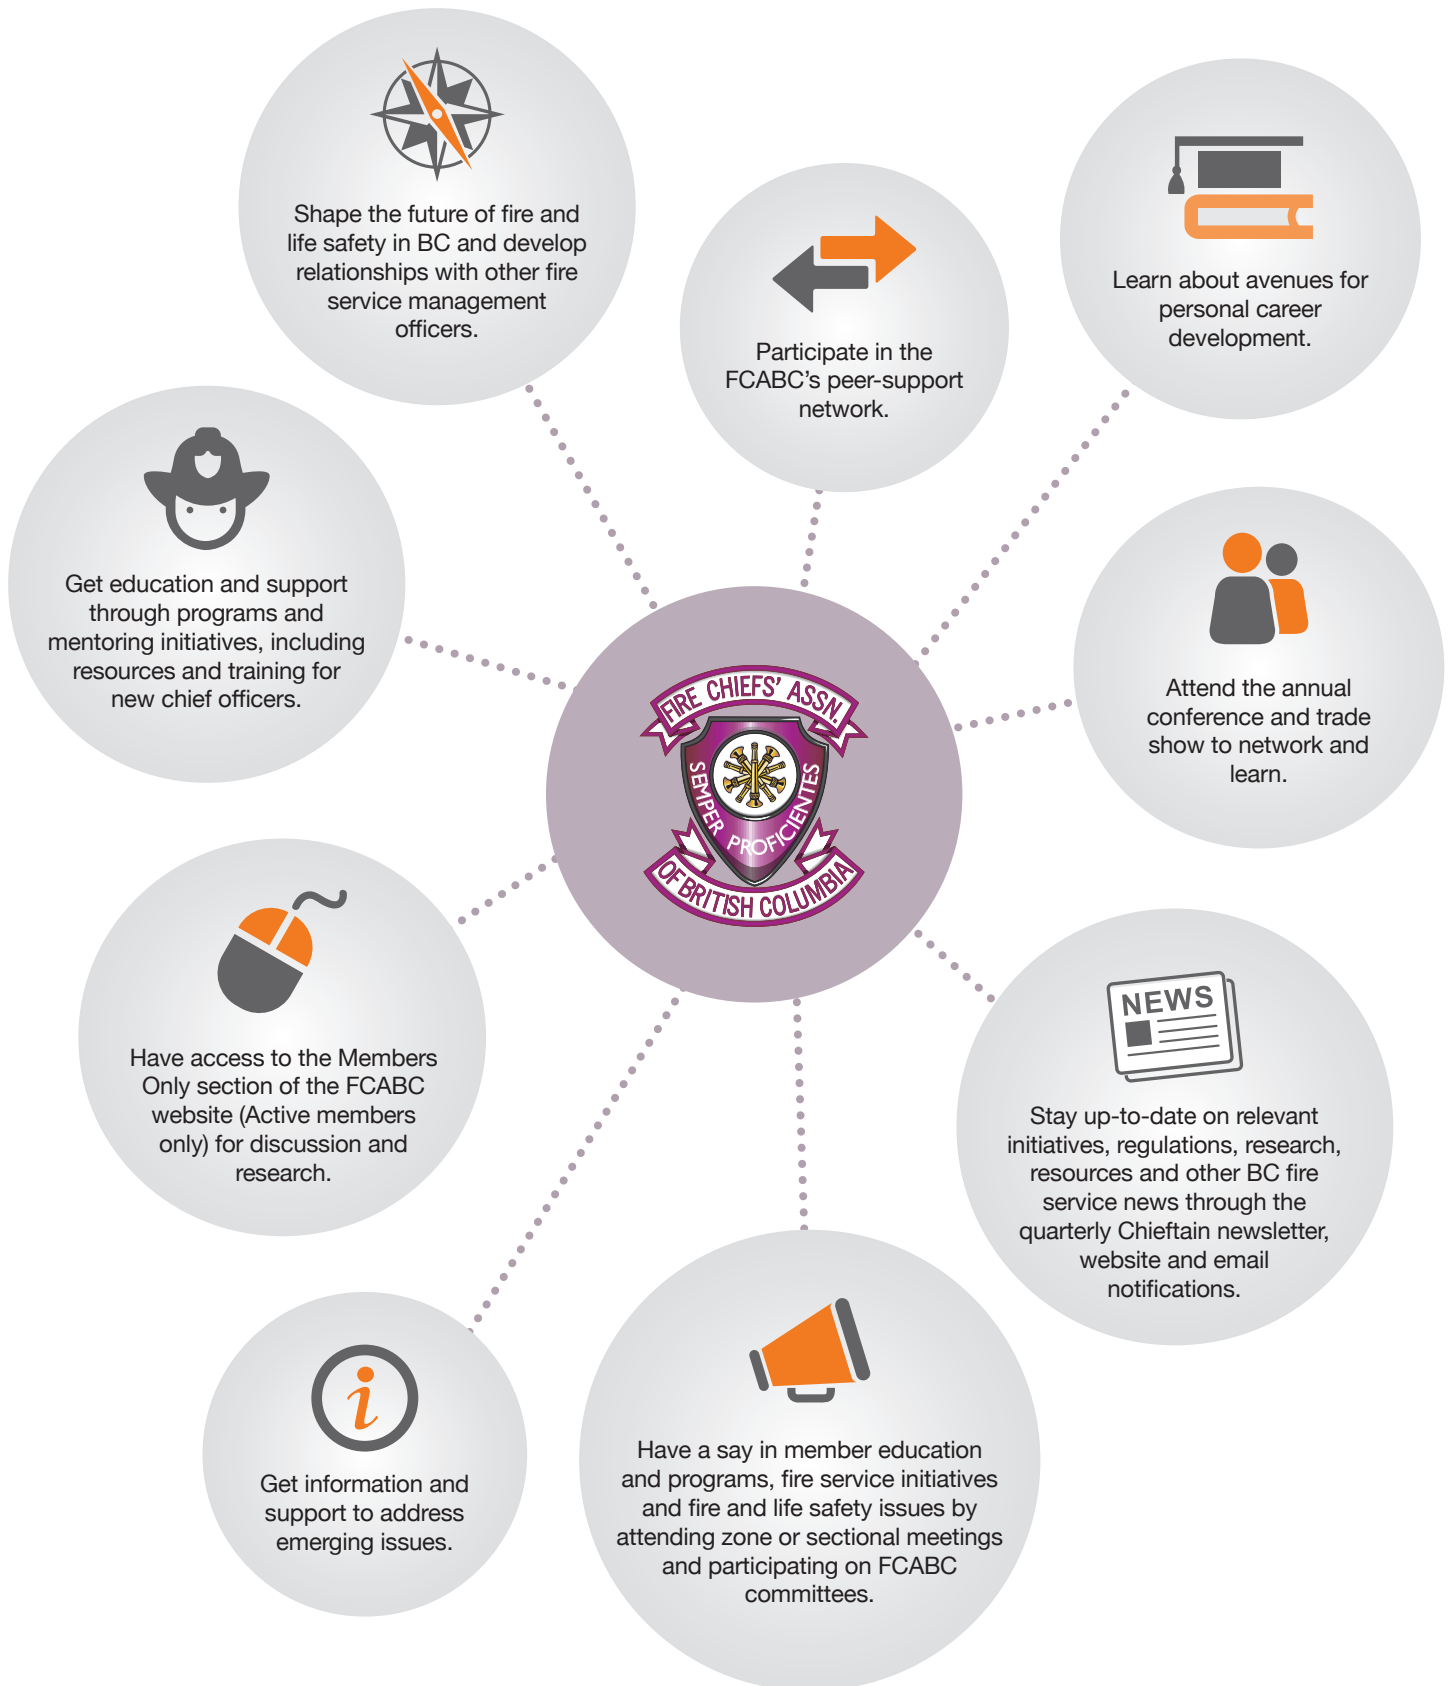 Shape the future of fire and
life safety in BC and develop
relationships with other fire
service management
officers.
Participate in the
FCABC's peer-support
network.
Learn about avenues for
personal career
development.
Get education and support
through programs and
mentoring initiatives, including
resources and training for
new chief officers.
FIRE CHIEFS' ASSN.
SEMPER PROFICIENTES
OF BRITISH COLUMBIA
Attend the annual
conference and trade
show to network and
learn.
Have access to the Members
Only section of the FCABC
website (Active members
only) for discussion and
research.
NEWS
Stay up-to-date on relevant
initiatives, regulations, research,
resources and other BC fire
service news through the
quarterly Chieftain newsletter,
website and email
notifications.
i
Get information and
support to address
emerging issues.
Have a say in member education
and programs, fire service initiatives
and fire and life safety issues by
attending zone or sectional meetings
and participating on FCABC
committees.